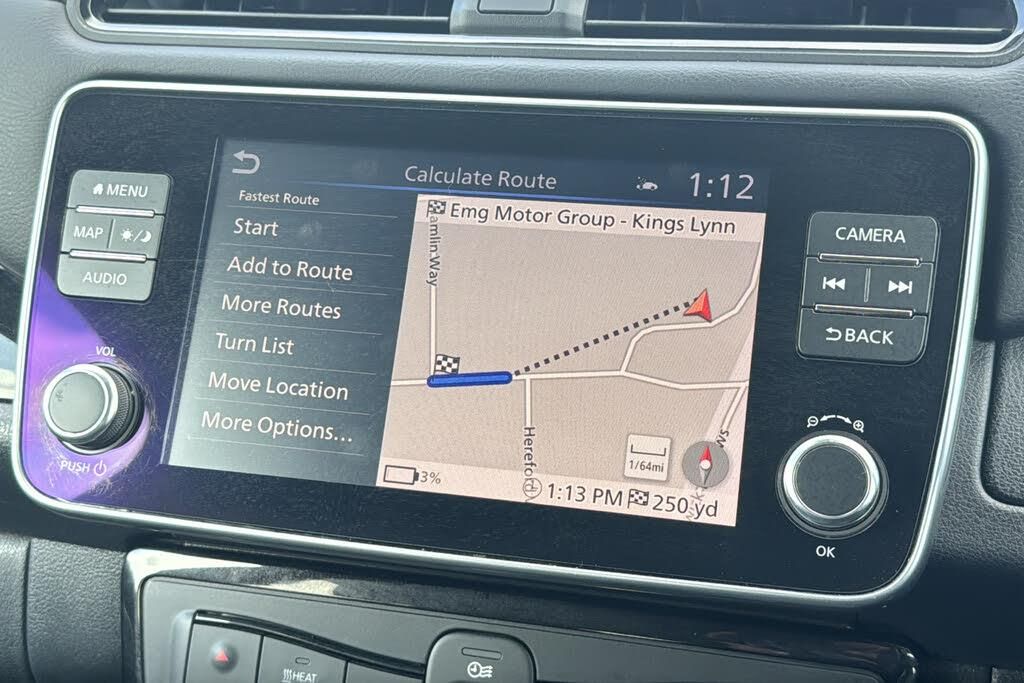 Calculate Route
1:12
MENU
MAP
AUDIO
VOL
PUSH
Fastest Route
Start
Add to Route
More Routes
Turn List
Move Location
More Options...
Emg Motor Group - Kings Lynn
amlin Way
Hereford
1/64mi
3%
1:13 PM
250 yd
CAMERA
BACK
OK
HEAT